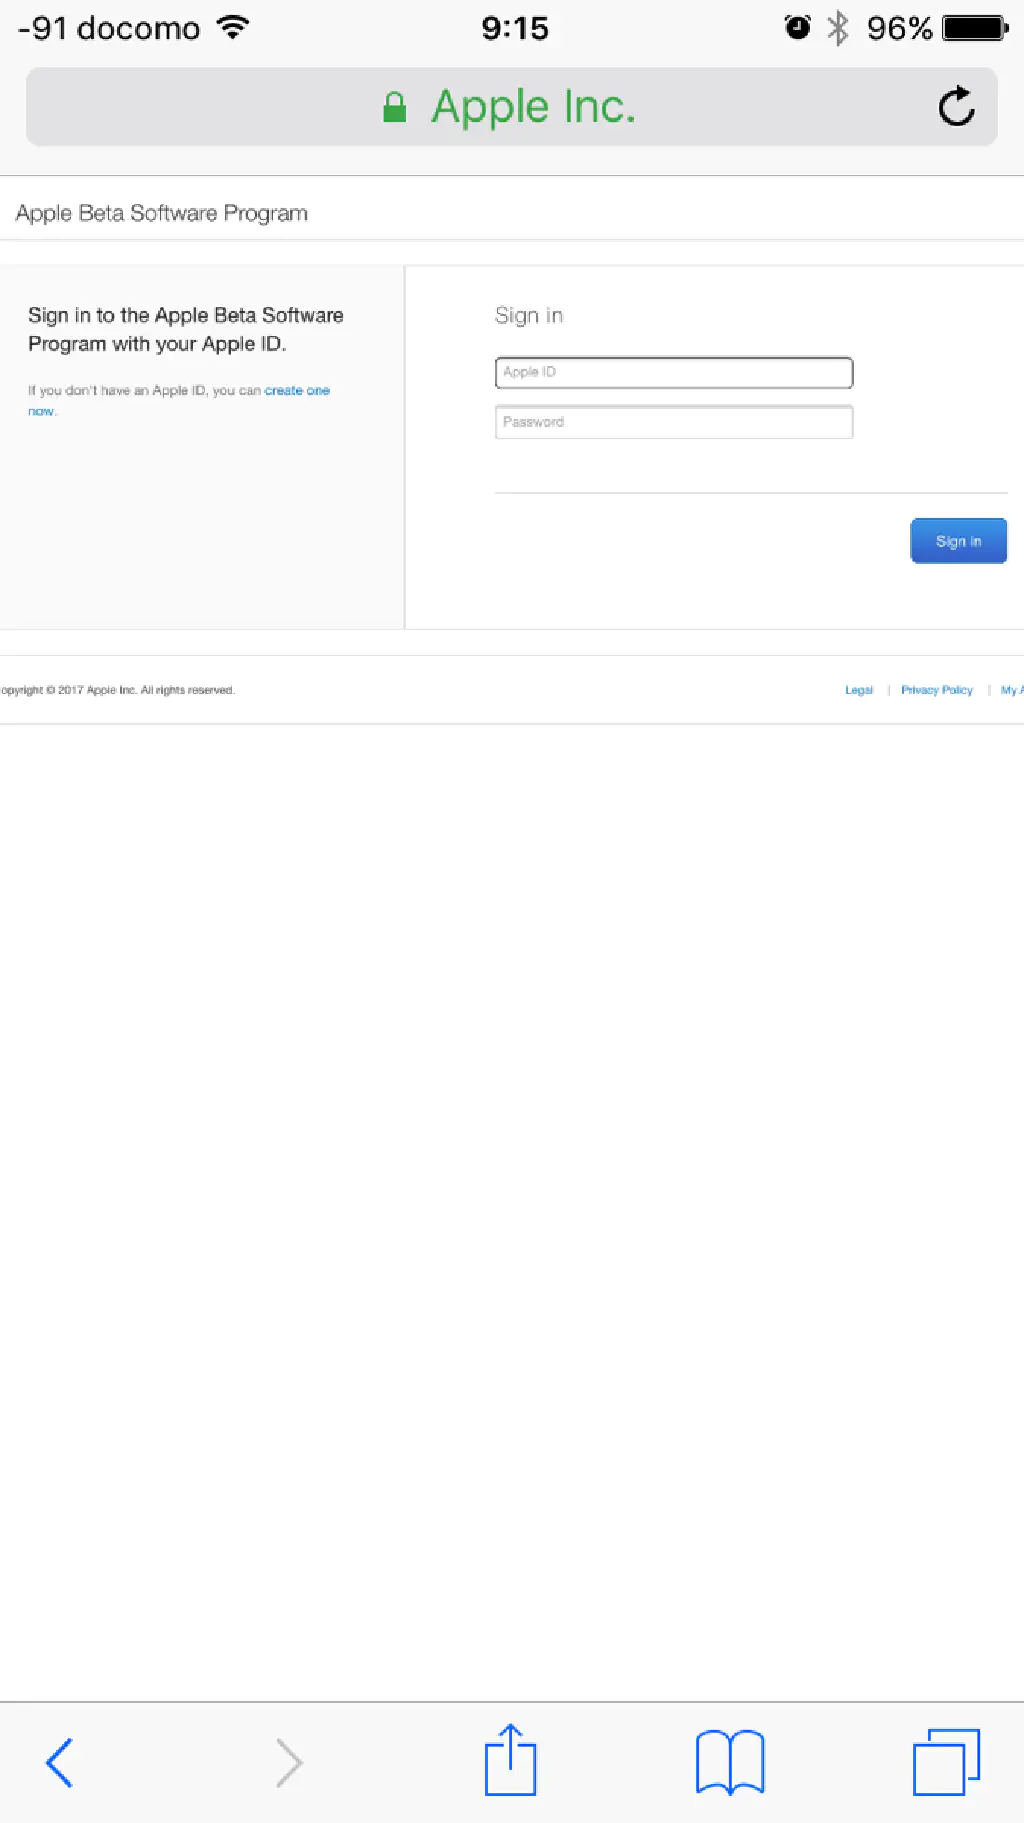 -91 docomo 9:15 96%
Apple Inc.
Apple Beta Software Program
Sign in to the Apple Beta Software
Program with your Apple ID.
If you don't have an Apple ID, you can create one
now.
Sign in
Apple ID
Password
Sign in
opyright © 2017 Apple Inc. All rights reserved.
Legal | Privacy Policy | My A